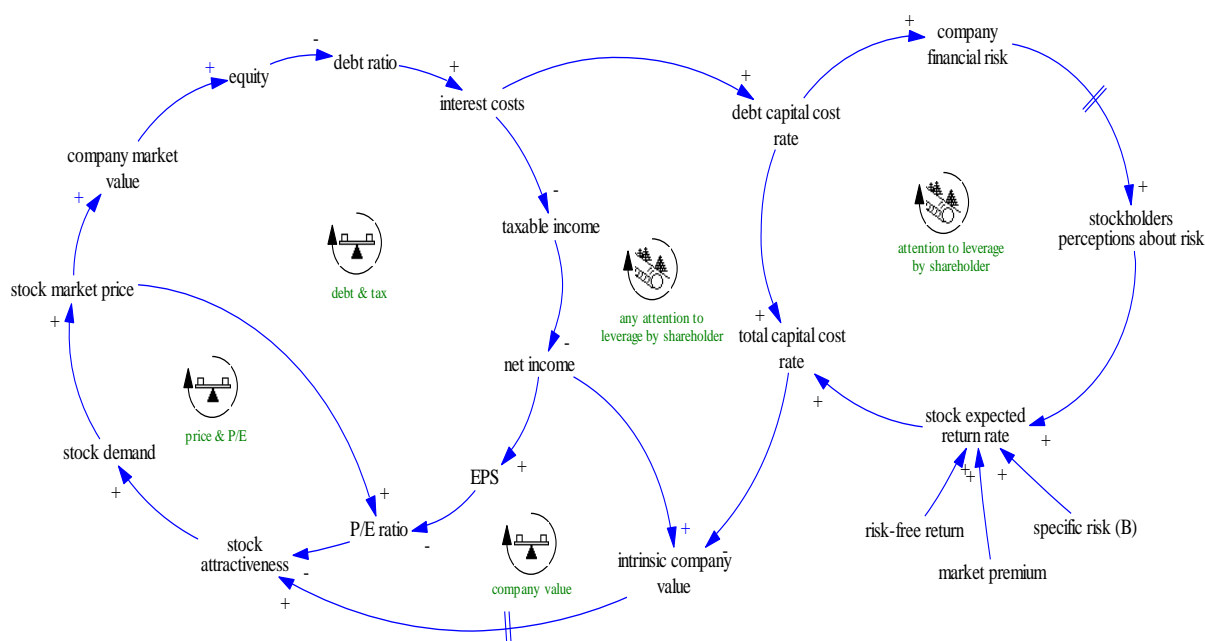 company
financial risk
debt ratio
equity
interest costs
debt capital cost
rate
company market
value
stockholders
perceptions about risk
taxable income
attention to leverage
by shareholder
stock market price
debt & tax
any attention to
leverage by shareholder
total capital cost
rate
net income
stock expected
return rate
price & P/E
stock demand
EPS
P/E ratio
risk-free return
specific risk (B)
stock
attractiveness
intrinsic company
value
company value
market premium
+
-
+
+
+
+
+
-
+
+
+
-
+
+
+
+
+
+
+
+
+
+
-
+
-
-
+